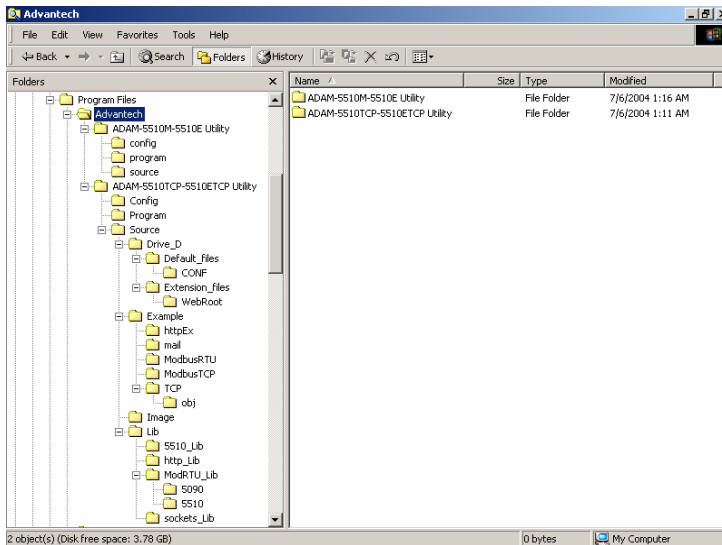 Advantech
File Edit View Favorites Tools Help
Back Search Folders History
Folders
Program Files
Advantech
ADAM-5510M-5510E Utility
config
program
source
ADAM-5510TCP-5510ETCP Utility
Config
Program
Source
Drive_D
Default_files
CONF
Extension_files
WebRoot
Example
httpEx
mail
ModbusRTU
ModbusTCP
TCP
obj
Image
Lib
5510_Lib
http_Lib
ModRTU_Lib
5090
5510
sockets_Lib
Name Size Type Modified
ADAM-5510M-5510E Utility File Folder 7/6/2004 1:16 AM
ADAM-5510TCP-5510ETCP Utility File Folder 7/6/2004 1:11 AM
2 object(s) (Disk free space: 3.78 GB) 0 bytes My Computer